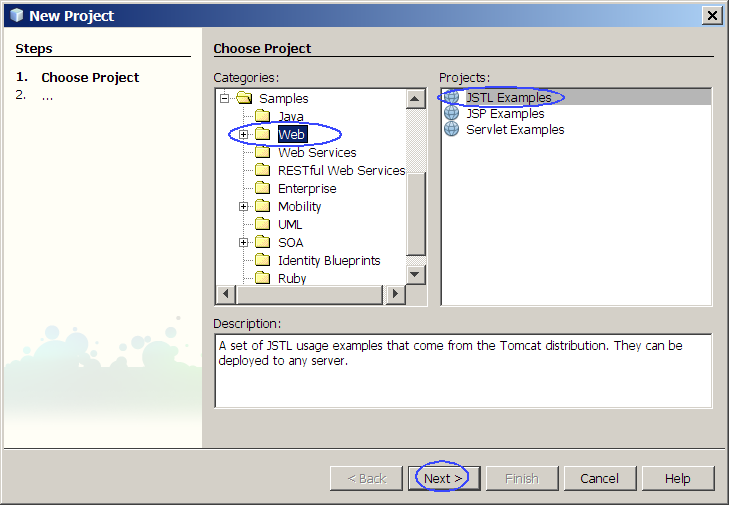 New Project
Steps
1. Choose Project
2. ...
Choose Project
Categories:
Samples
Java
Web
Web Services
RESTful Web Services
Enterprise
Mobility
UML
SOA
Identity Blueprints
Ruby
Projects:
JSTL Examples
JSP Examples
Servlet Examples
Description:
A set of JSTL usage examples that come from the Tomcat distribution. They can be
deployed to any server.
< Back
Next >
Finish
Cancel
Help